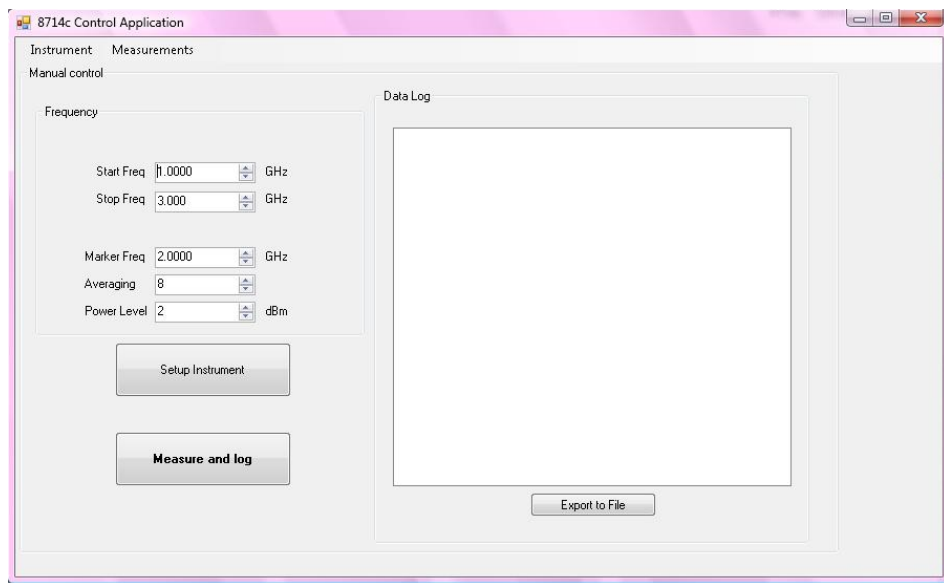 8714c Control Application
Instrument Measurements
Manual control
Frequency
Start Freq 1.0000 GHz
Stop Freq 3.000 GHz
Marker Freq 2.0000 GHz
Averaging 8
Power Level 2 dBm
Setup Instrument
Measure and log
Data Log
Export to File